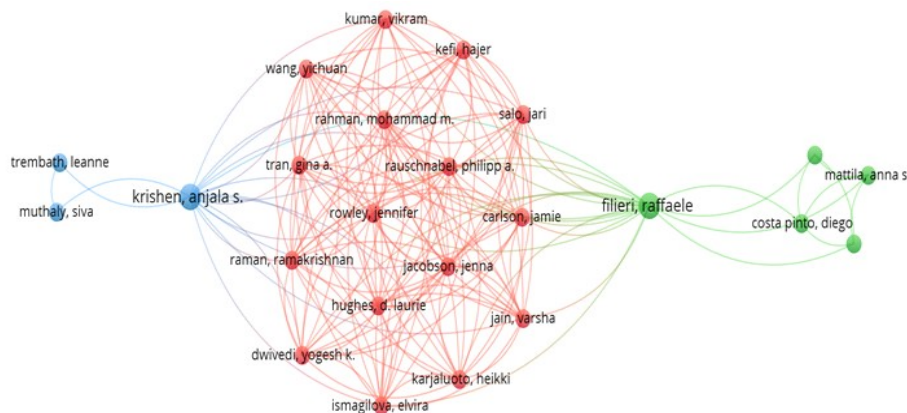 kumar, vikram
kefi, hajer
wang, yichuan
salo, jari
rahman, mohammad m.
trembath, leanne
tran, gina a.
rauschnabel, philipp a.
mattila, anna s
krishen, anjala s.
muthaly, siva
rowley, jennifer
carlson, jamie
filieri, raffaele
costa pinto, diego
raman, ramakrishnan
jacobson, jenna
hughes, d. laurie
jain, varsha
dwivedi, yogesh k.
karjaluoto, heikki
ismagilova, elvira